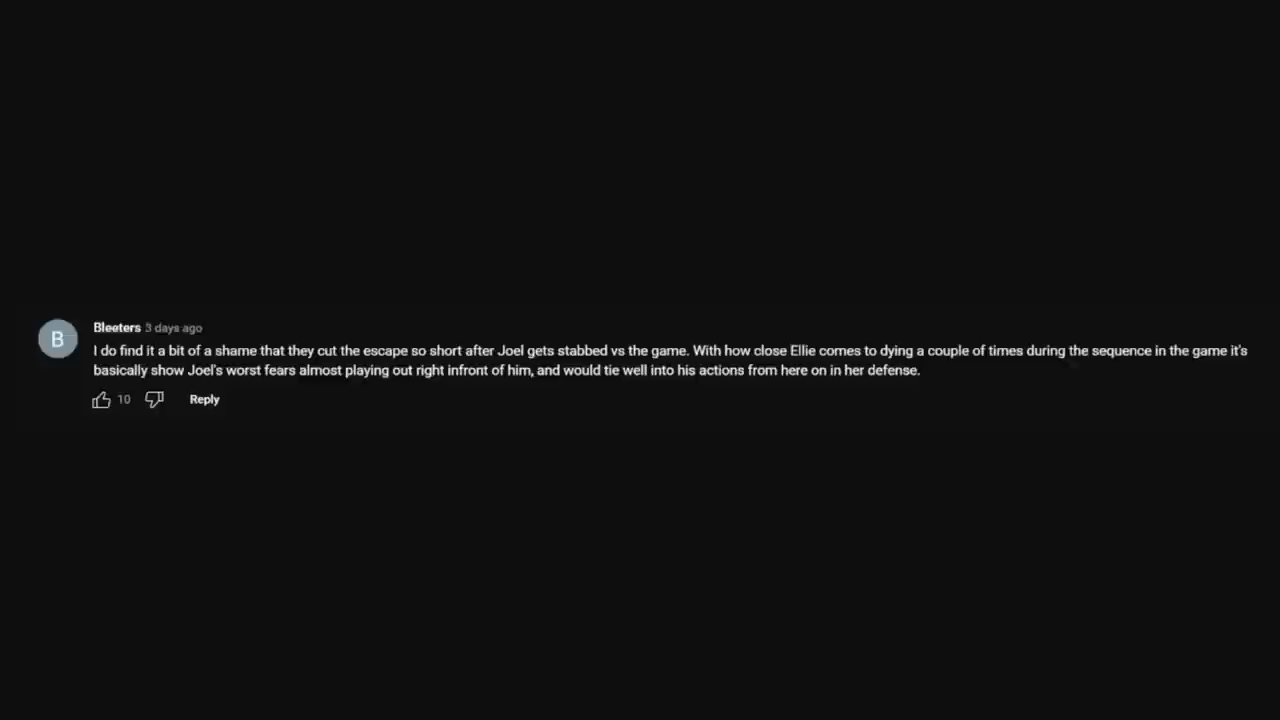 B
Bleeters 3 days ago
I do find it a bit of a shame that they cut the escape so short after Joel gets stabbed vs the game. With how close Ellie comes to dying a couple of times during the sequence in the game it's
basically show Joel's worst fears almost playing out right infront of him, and would tie well into his actions from here on in her defense.
10 Reply